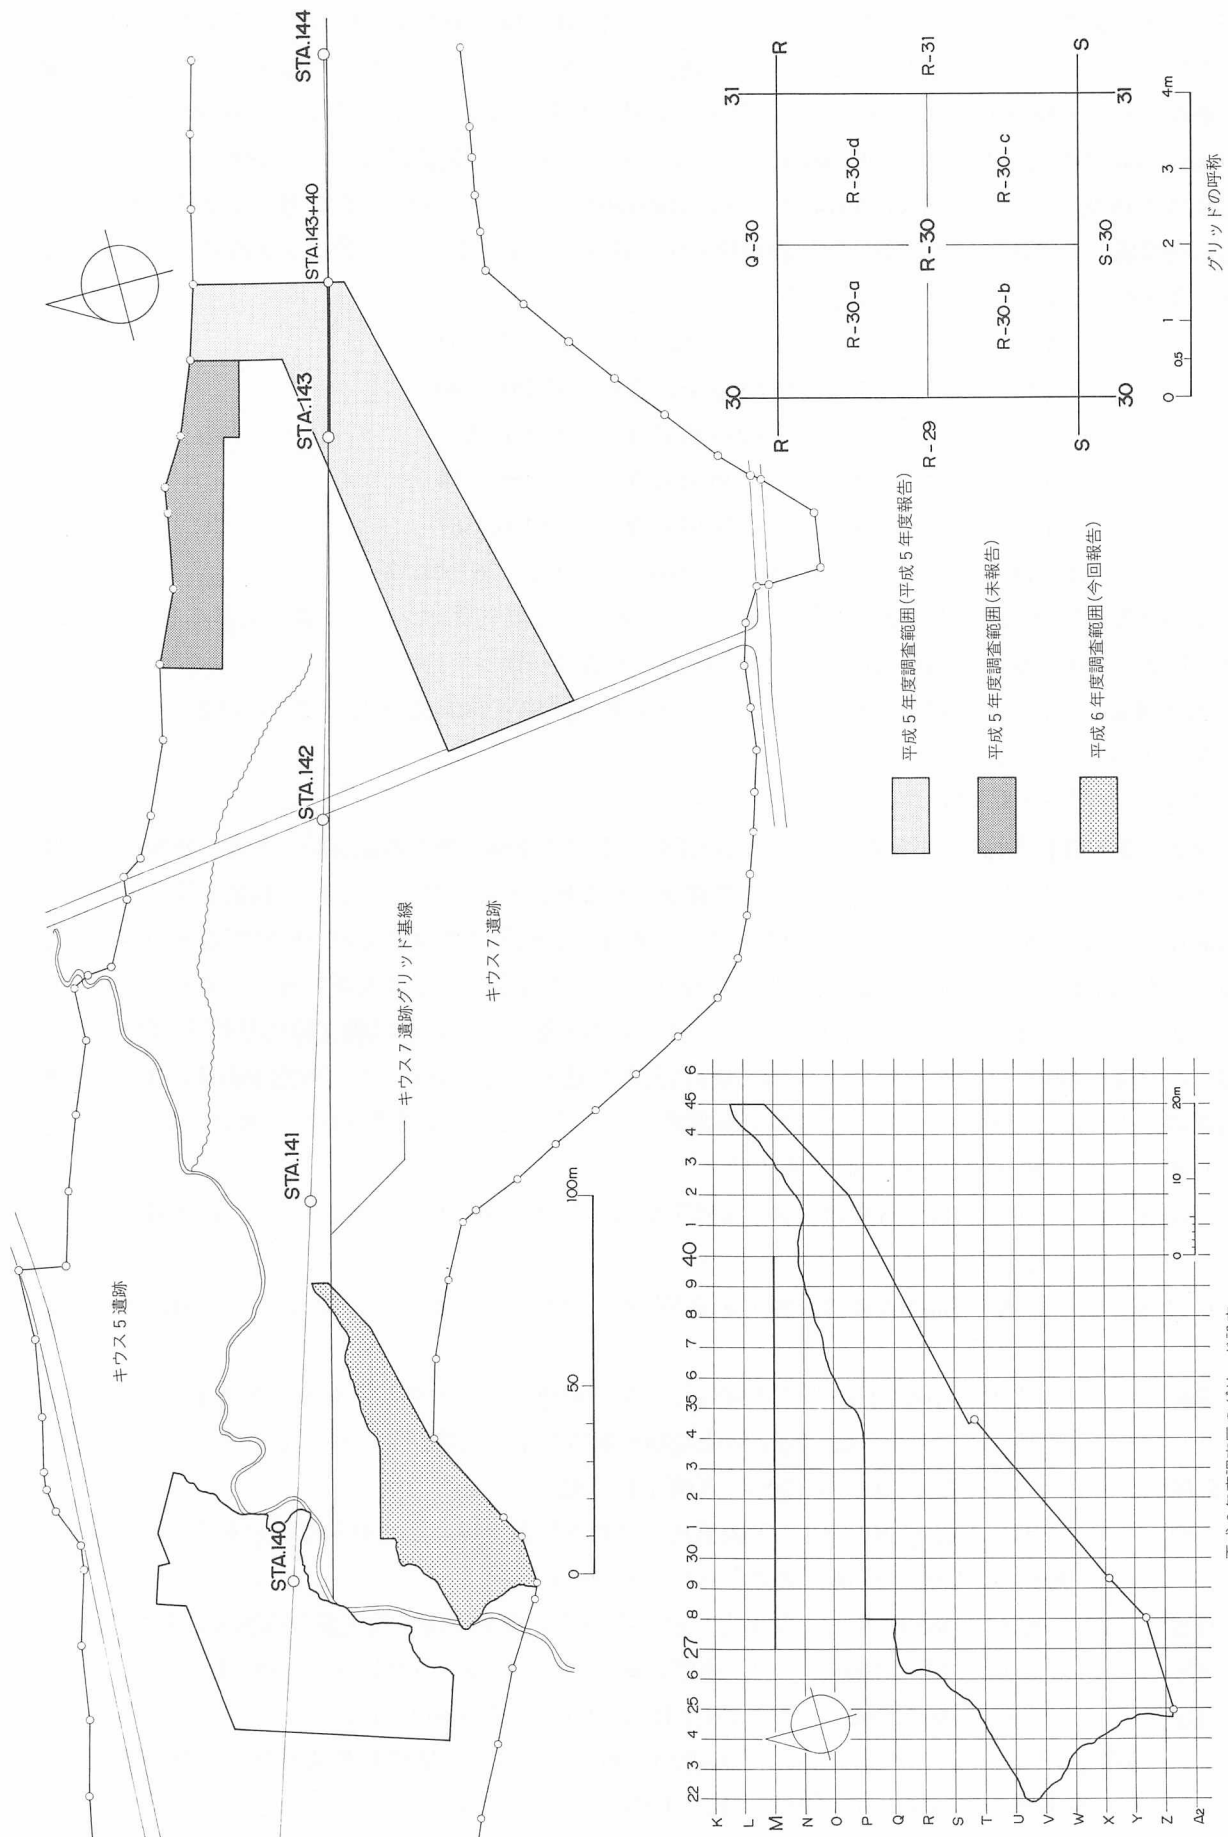 キウス5遺跡
STA.140
STA.141
STA.142
STA.143
STA.143+40
STA.144
キウス7遺跡グリッド基線
キウス7遺跡
0 50 100m
平成5年度調査範囲(平成5年度報告)
平成5年度調査範囲(未報告)
平成6年度調査範囲(今回報告)
30 Q-30 31
R R
R-30-a R-30-d
R-29 R-30 R-31
R-30-b R-30-c
S S
30 S-30 31
0 0.5 1 2 3 4m
グリッドの呼称
22 3 4 25 6 27 8 9 30 1 2 3 4 35 6 7 8 9 40 1 2 3 4 45 6
K
L
M
N
O
P
Q
R
S
T
U
V
W
X
Y
Z
A2
0 10 20m